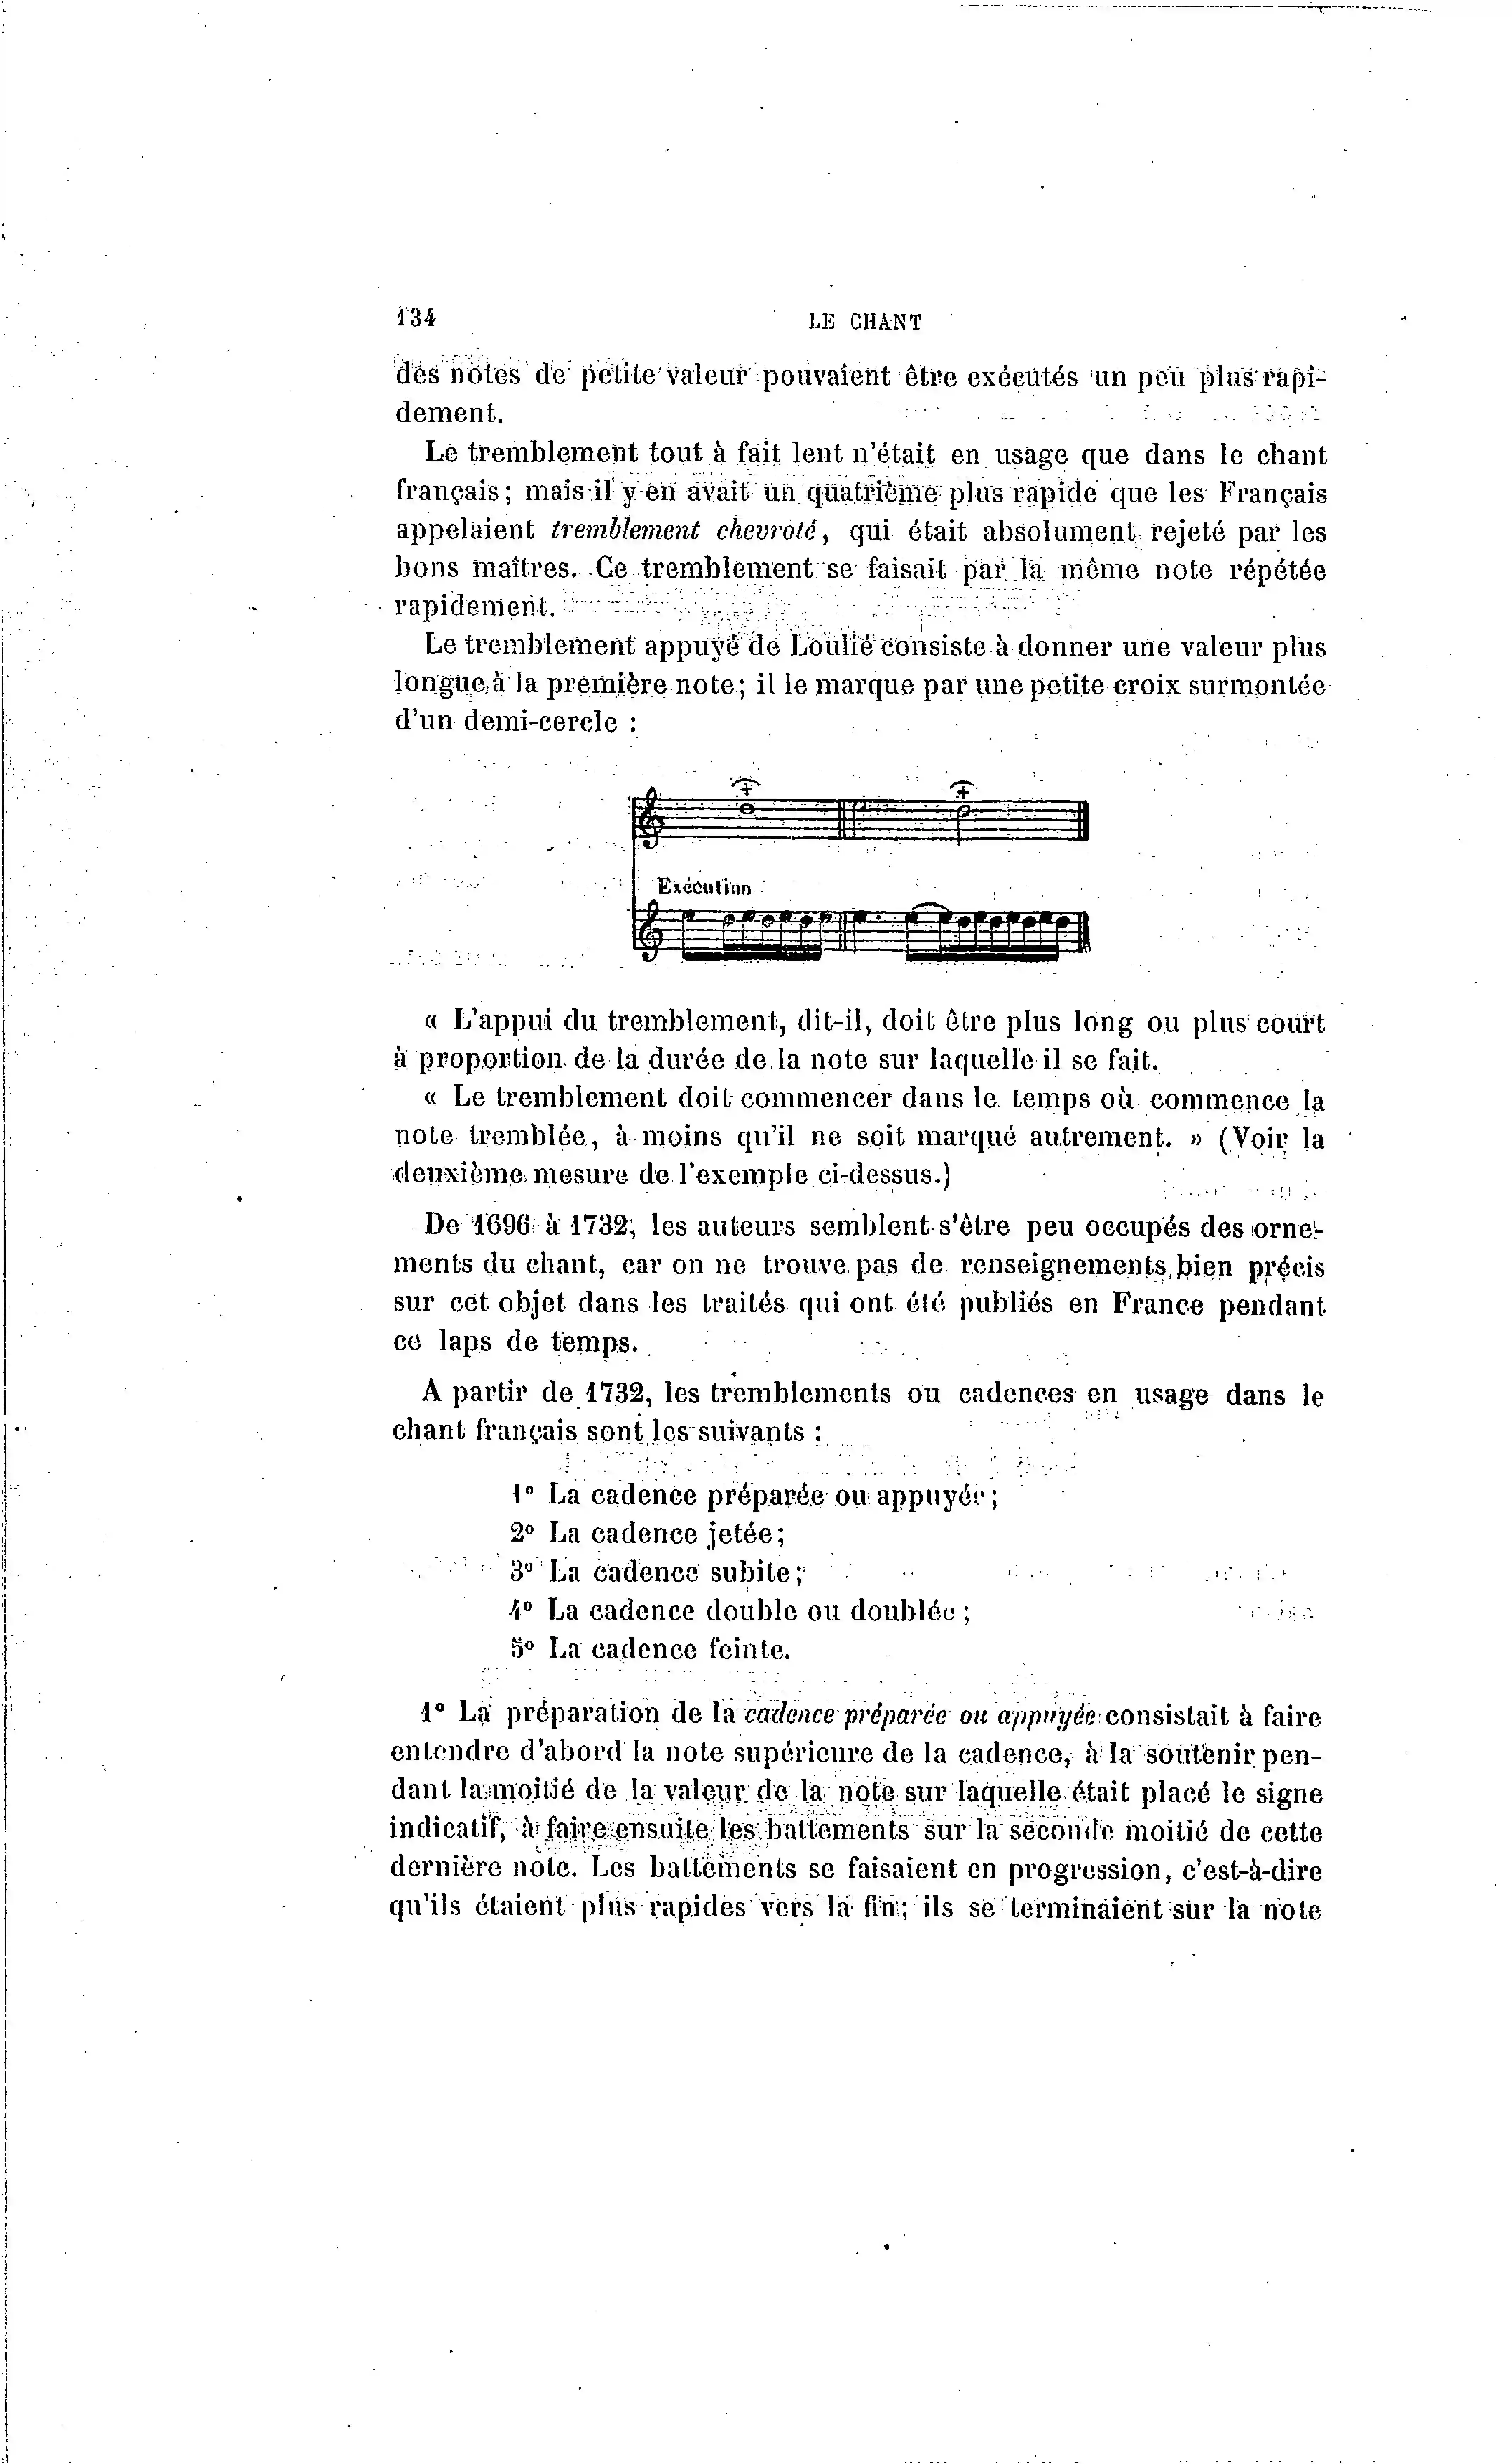 134
LE CHANT
des notes de petite valeur pouvaient être exécutés un peu plus rapi-
dement.
Le tremblement tout à fait lent n'était en usage que dans le chant
français; mais il y en avait un quatrième plus rapide que les Français
appelaient tremblement chevroté, qui était absolument rejeté par les
bons maîtres. Ce tremblement se faisait par la même note répétée
rapidement.
Le tremblement appuyé de Loulié consiste à donner une valeur plus
longue à la première note; il le marque par une petite croix surmontée
d'un demi-cercle :
Exécution
« L'appui du tremblement, dit-il, doit être plus long ou plus court
à proportion de la durée de la note sur laquelle il se fait.
« Le tremblement doit commencer dans le temps où commence la
note tremblée, à moins qu'il ne soit marqué autrement. » (Voir la
deuxième mesure de l'exemple ci-dessus.)
De 1696 à 1732, les auteurs semblent s'être peu occupés des orne-
ments du chant, car on ne trouve pas de renseignements bien précis
sur cet objet dans les traités qui ont été publiés en France pendant
ce laps de temps.
A partir de 1732, les tremblements ou cadences en usage dans le
chant français sont les suivants :
1° La cadence préparée ou appuyée;
2° La cadence jetée;
3° La cadence subite;
4° La cadence double ou doublée;
5° La cadence feinte.
1° La préparation de la cadence préparée ou appuyée consistait à faire
entendre d'abord la note supérieure de la cadence, à la soutenir pen-
dant la moitié de la valeur de la note sur laquelle était placé le signe
indicatif, à faire ensuite les battements sur la seconde moitié de cette
dernière note. Les battements se faisaient en progression, c'est-à-dire
qu'ils étaient plus rapides vers la fin; ils se terminaient sur la note